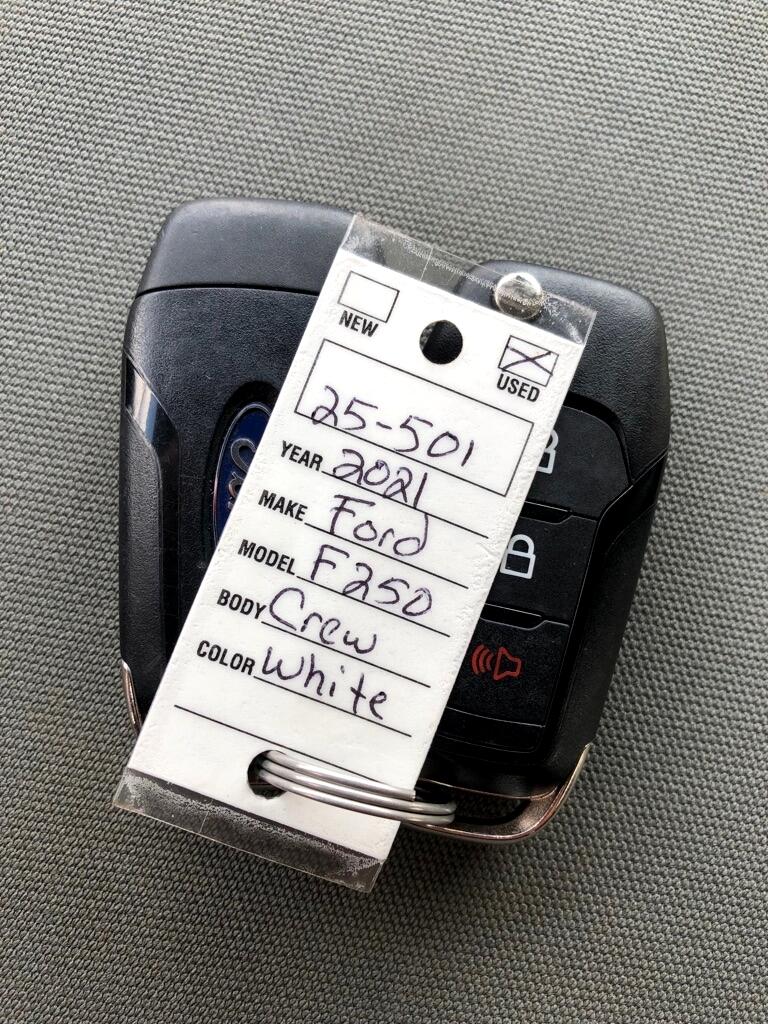 NEW
USED
25-501
YEAR 2021
MAKE Ford
MODEL F250
BODY Crew
COLOR White